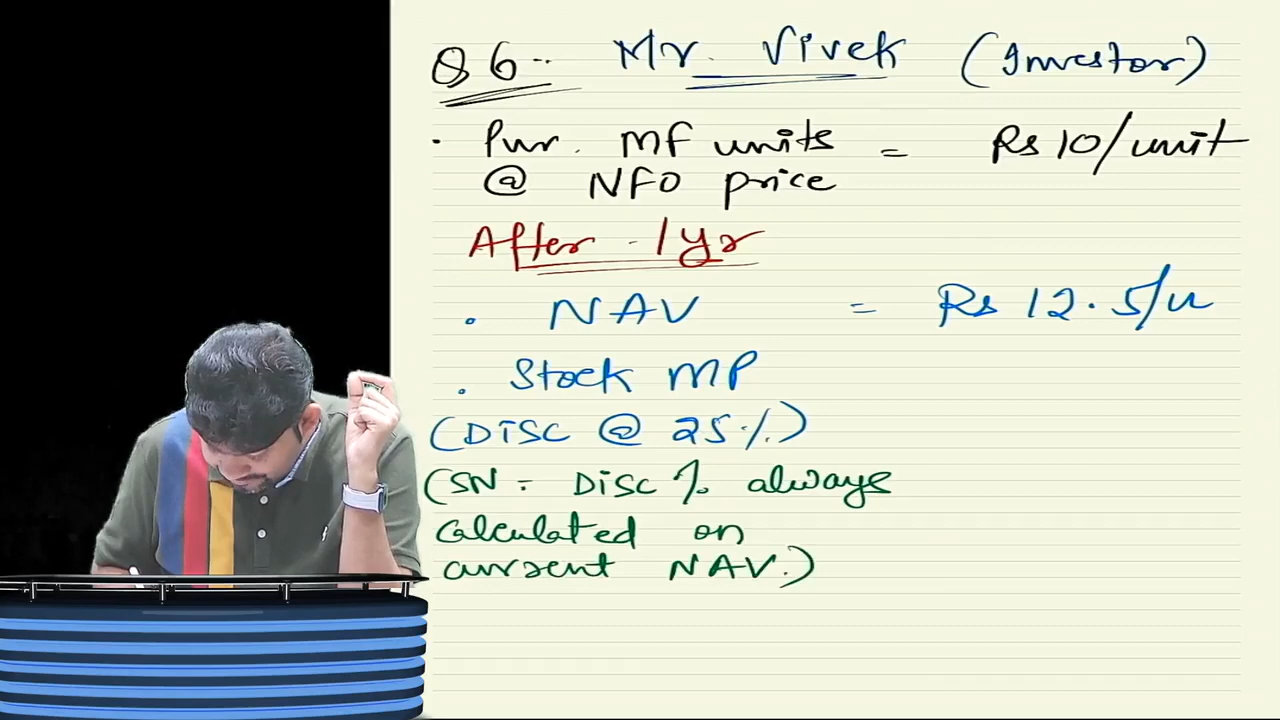 Q6.. Mr. Vivek (Investor)
• Pur. MF units = Rs 10/unit
@ NFO price
After - 1yr
• NAV = Rs 12.5/u
• Stock MP
(DISC @ 25%)
(SN - DISC % always
calculated on
current NAV.)